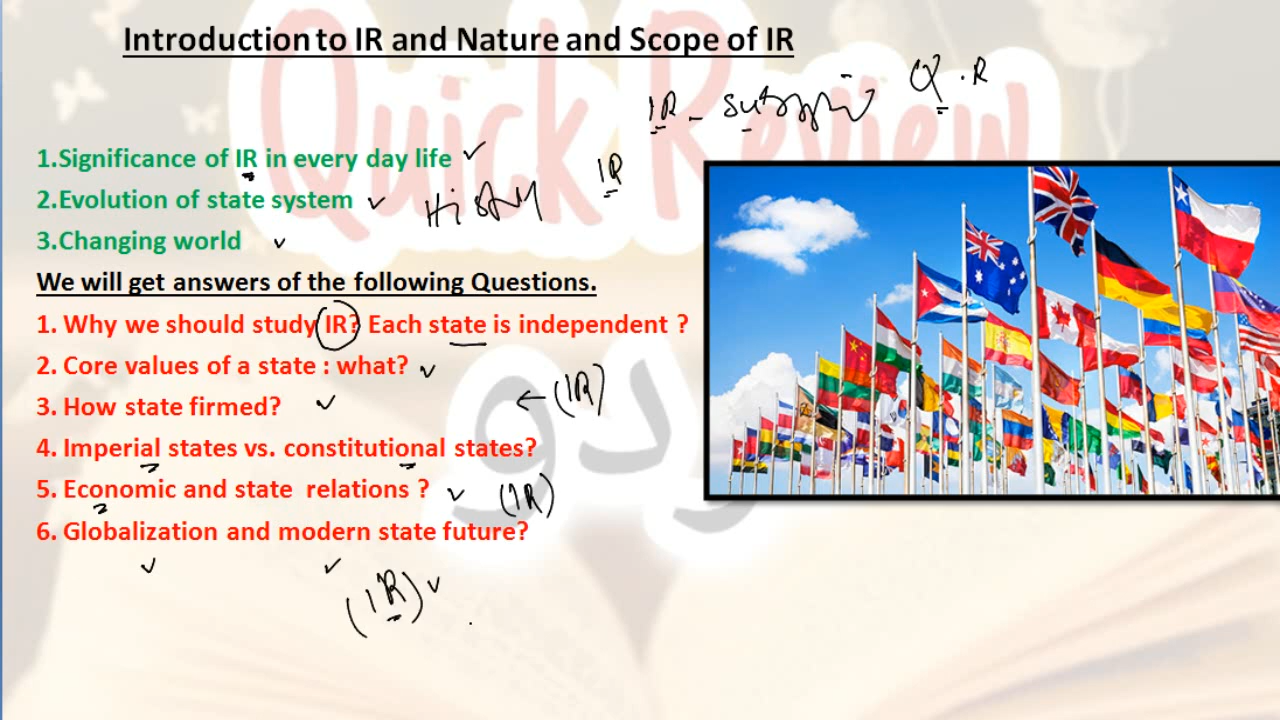 Introduction to IR and Nature and Scope of IR
Q.R
IR -
1.Significance of IR in every day life
IR
2.Evolution of state system
History
3.Changing world
We will get answers of the following Questions.
1. Why we should study IR? Each state is independent ?
2. Core values of a state : what?
3. How state firmed?
← (IR)
4. Imperial states vs. constitutional states?
5. Economic and state relations ?
(IR)
6. Globalization and modern state future?
(IR)
Quick Review